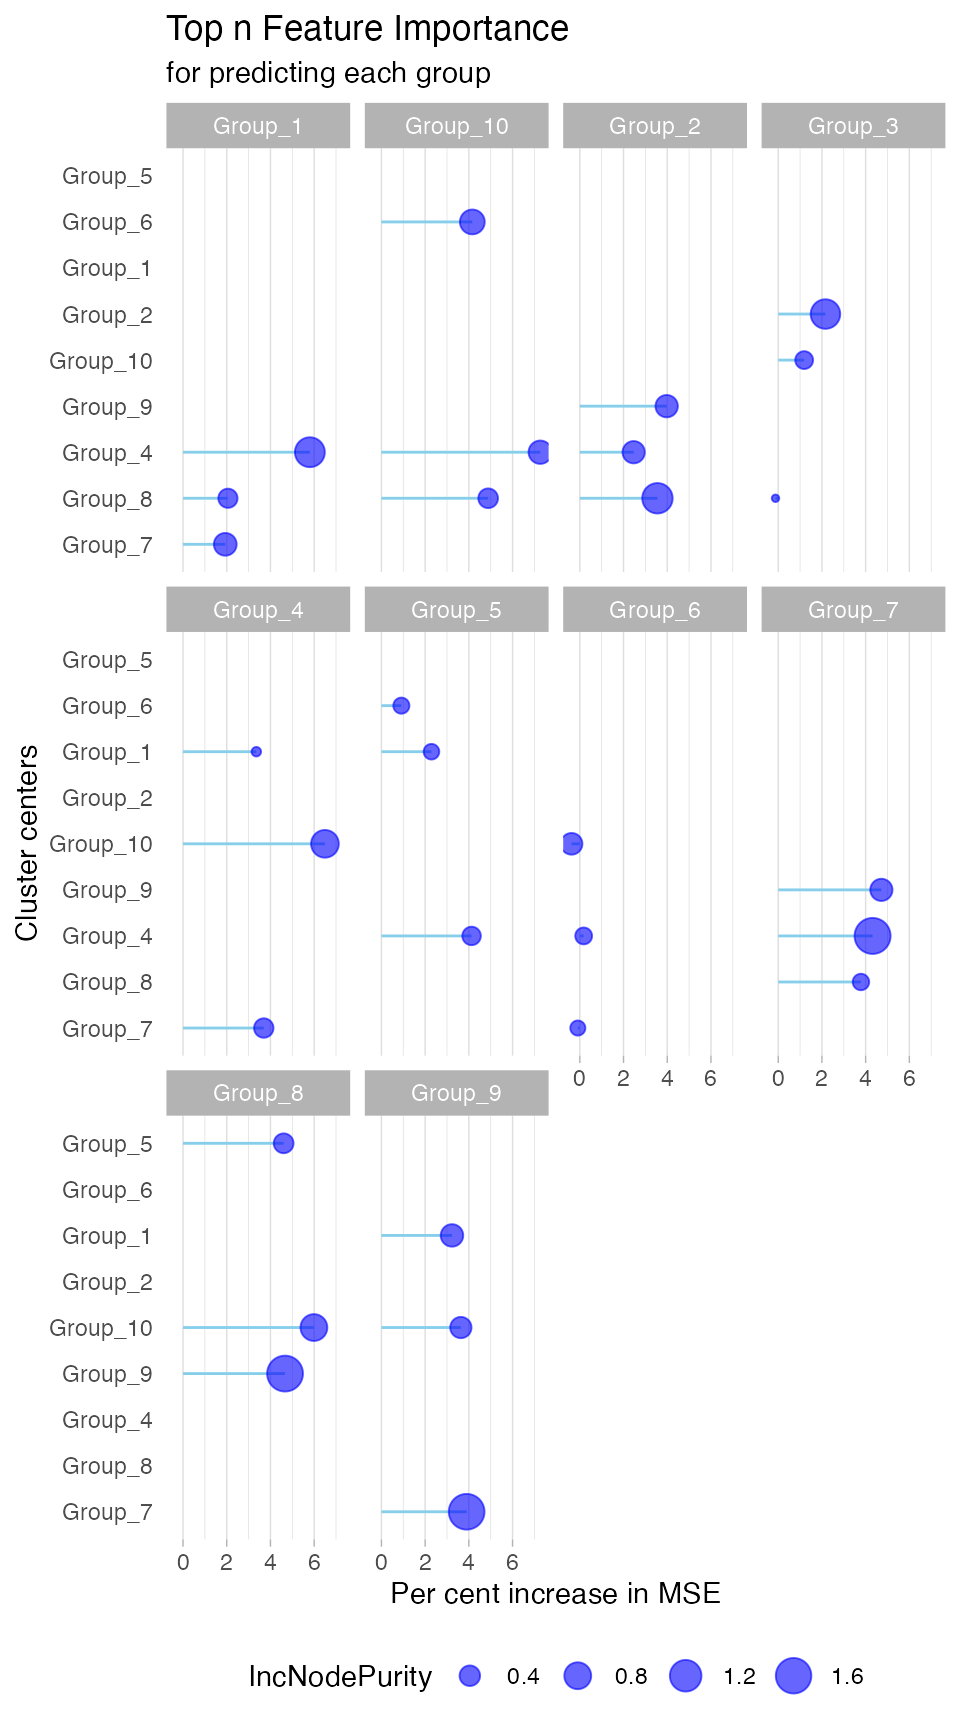 Top n Feature Importance
for predicting each group
Group_1 Group_10 Group_2 Group_3
Group_5
Group_6
Group_1
Group_2
Group_10
Group_9
Group_4
Group_8
Group_7
Group_4 Group_5 Group_6 Group_7
Group_5
Group_6
Group_1
Group_2
Group_10
Group_9
Group_4
Group_8
Group_7
0 2 4 6 0 2 4 6
Group_8 Group_9
Group_5
Group_6
Group_1
Group_2
Group_10
Group_9
Group_4
Group_8
Group_7
0 2 4 6 0 2 4 6
Cluster centers
Per cent increase in MSE
IncNodePurity 0.4 0.8 1.2 1.6